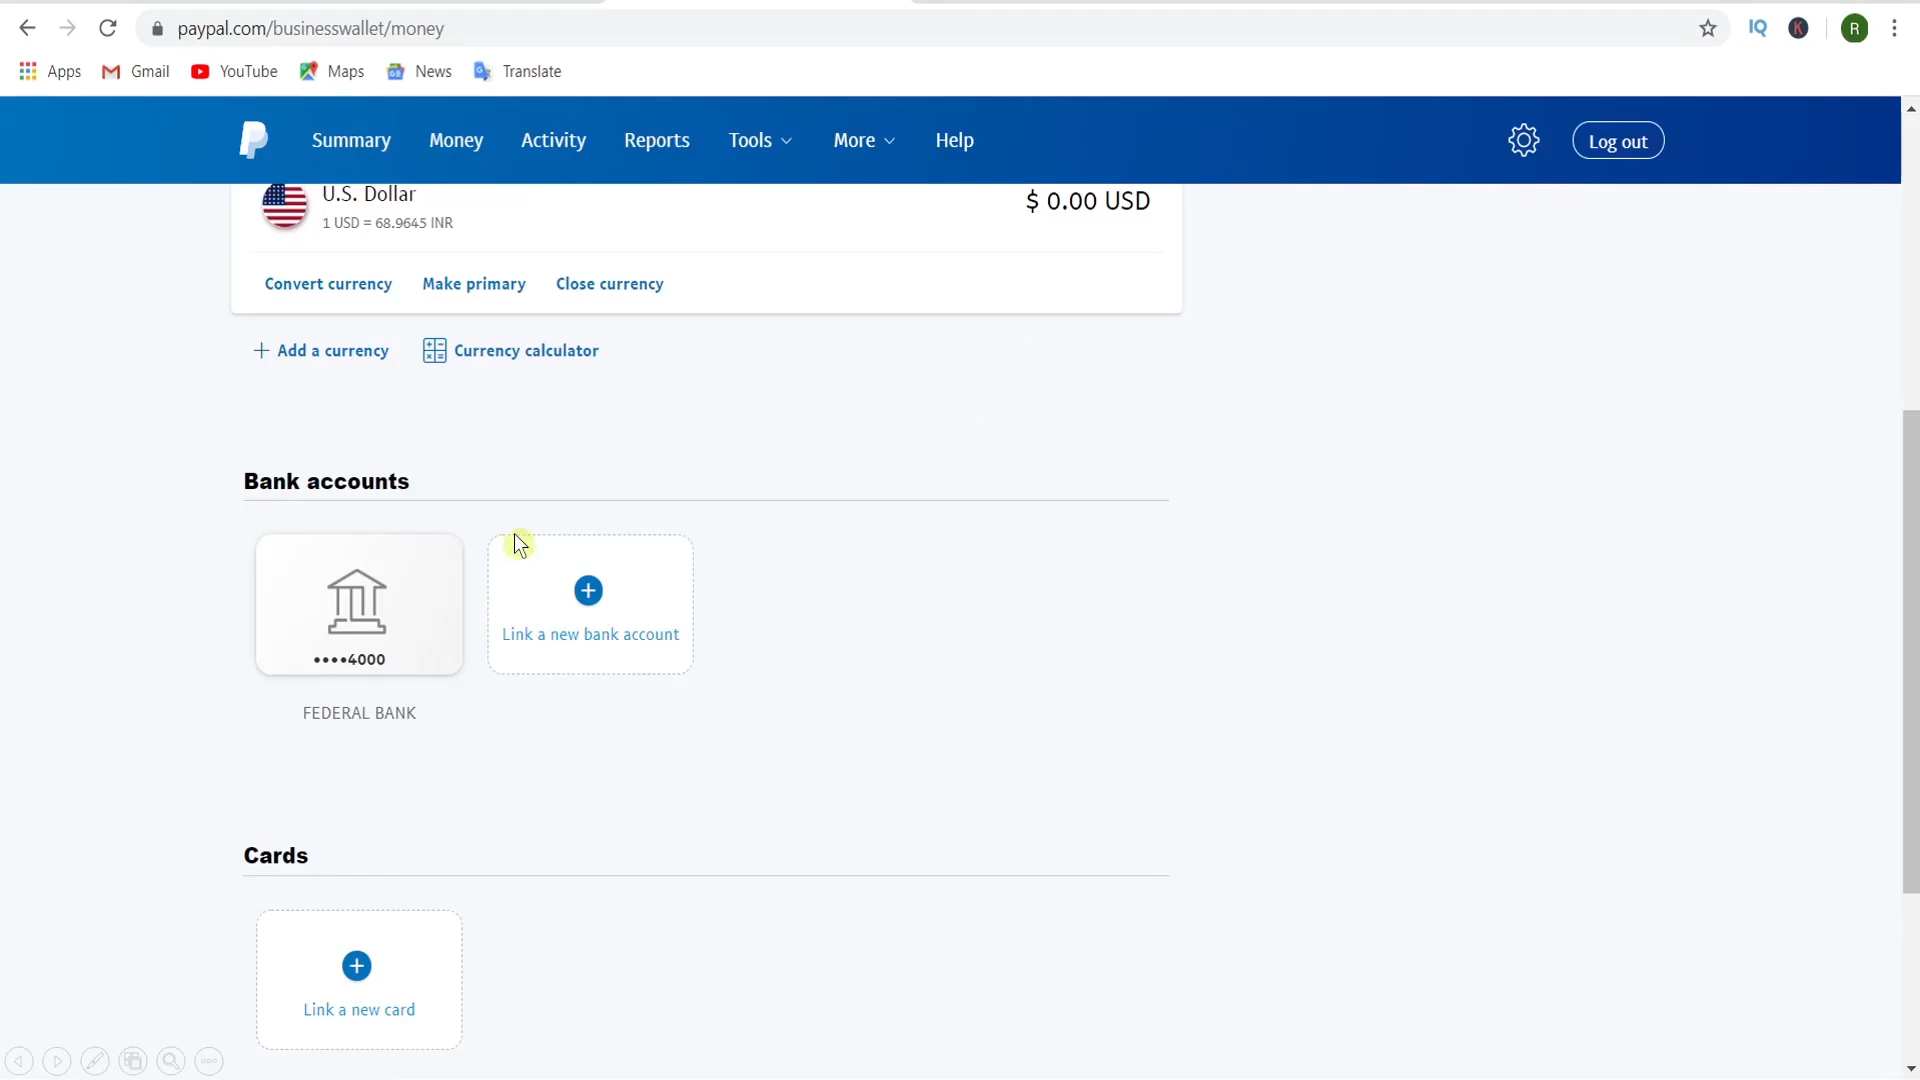 paypal.com/businesswallet/money
IQ
K
R
Apps
Gmail
YouTube
Maps
News
Translate
Summary
Money
Activity
Reports
Tools
More
Help
Log out
U.S. Dollar
$ 0.00 USD
1 USD = 68.9645 INR
Convert currency
Make primary
Close currency
Add a currency
Currency calculator
Bank accounts
••••4000
Link a new bank account
FEDERAL BANK
Cards
Link a new card